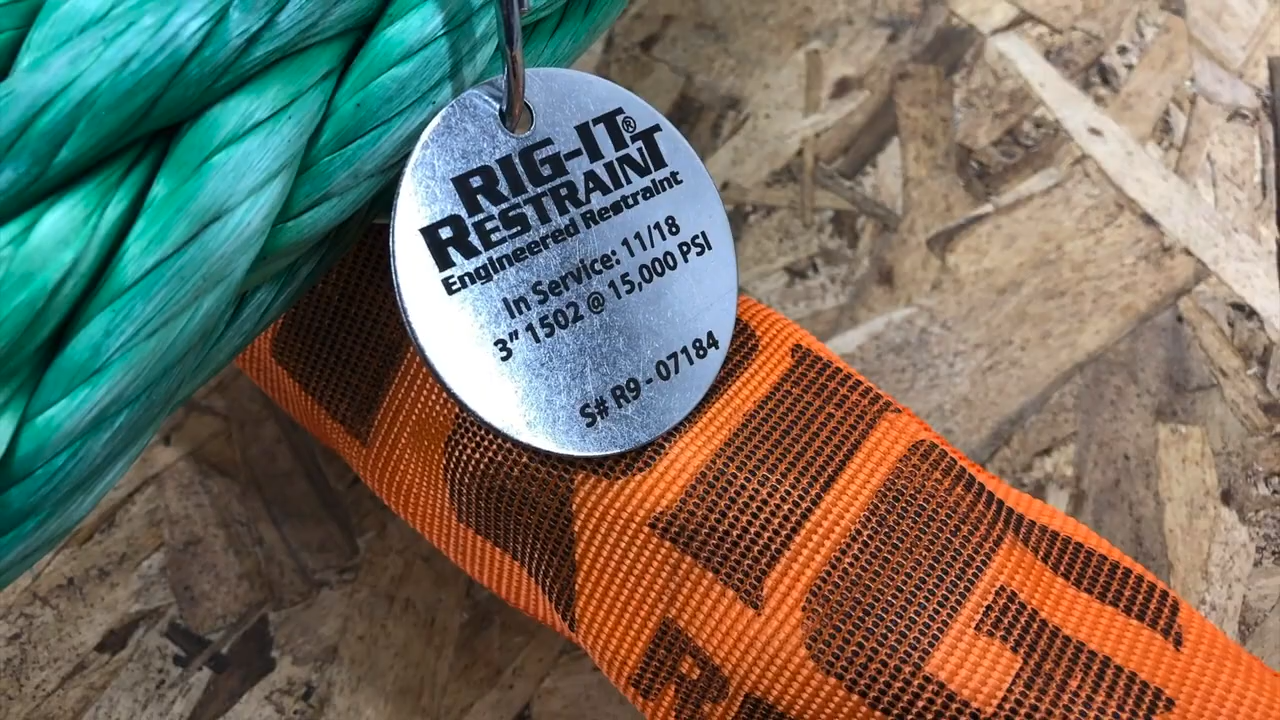 RIG-IT®
RESTRAINT
Engineered Restraint
In Service: 11/18
3" 1502 @ 15,000 PSI
S# R9 - 07184